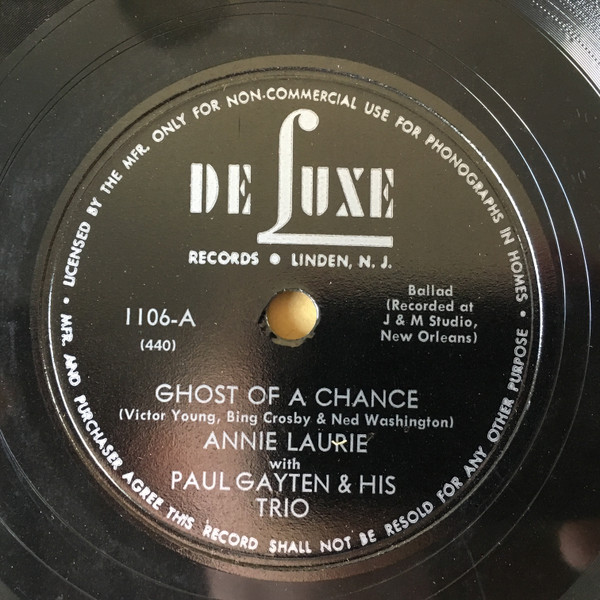 LICENSED BY THE MFR. ONLY FOR NON-COMMERCIAL USE FOR PHONOGRAPHS IN HOMES •
MFR. AND PURCHASER AGREE THIS RECORD SHALL NOT BE RESOLD FOR ANY OTHER PURPOSE •
DE LUXE
RECORDS • LINDEN, N. J.
1106-A
(440)
Ballad
(Recorded at
J & M Studio,
New Orleans)
GHOST OF A CHANCE
(Victor Young, Bing Crosby & Ned Washington)
ANNIE LAURIE
with
PAUL GAYTEN & HIS
TRIO